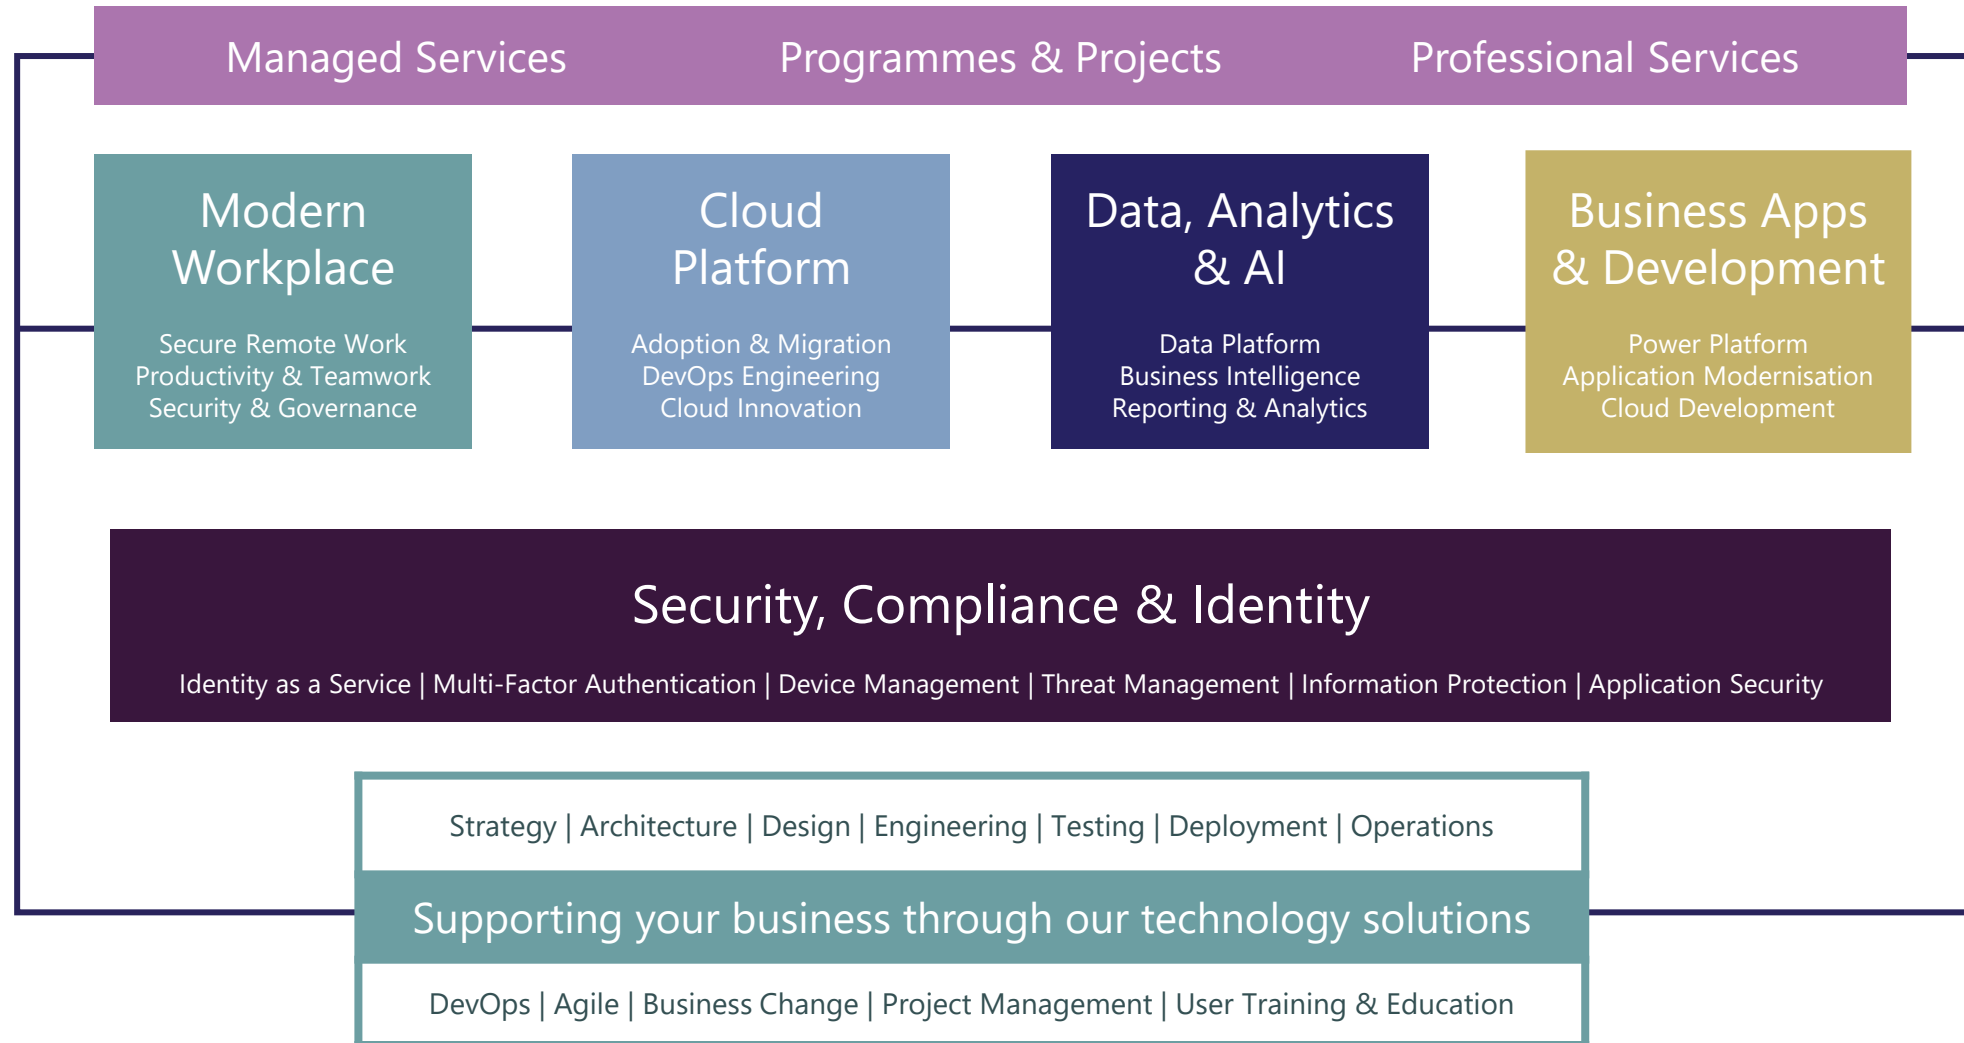 Managed Services
Programmes & Projects
Professional Services
Modern
Workplace
Secure Remote Work
Productivity & Teamwork
Security & Governance
Cloud
Platform
Adoption & Migration
DevOps Engineering
Cloud Innovation
Data, Analytics
& AI
Data Platform
Business Intelligence
Reporting & Analytics
Business Apps
& Development
Power Platform
Application Modernisation
Cloud Development
Security, Compliance & Identity
Identity as a Service | Multi-Factor Authentication | Device Management | Threat Management | Information Protection | Application Security
Strategy | Architecture | Design | Engineering | Testing | Deployment | Operations
Supporting your business through our technology solutions
DevOps | Agile | Business Change | Project Management | User Training & Education